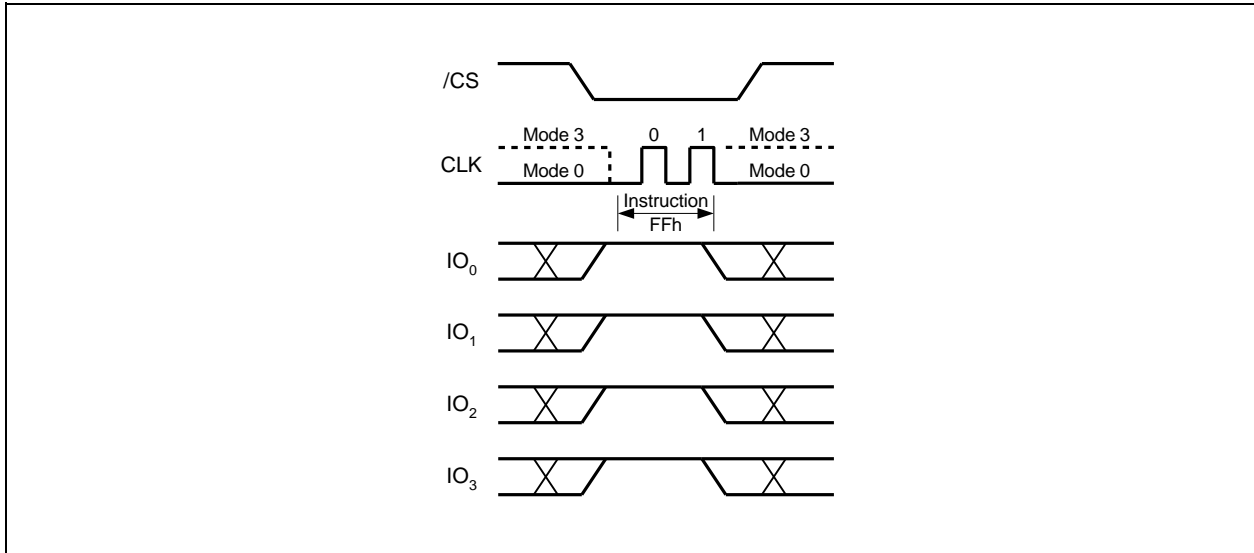 /CS
Mode 3 0 1 Mode 3
CLK
Mode 0 Mode 0
Instruction
FFh
IO0
IO1
IO2
IO3